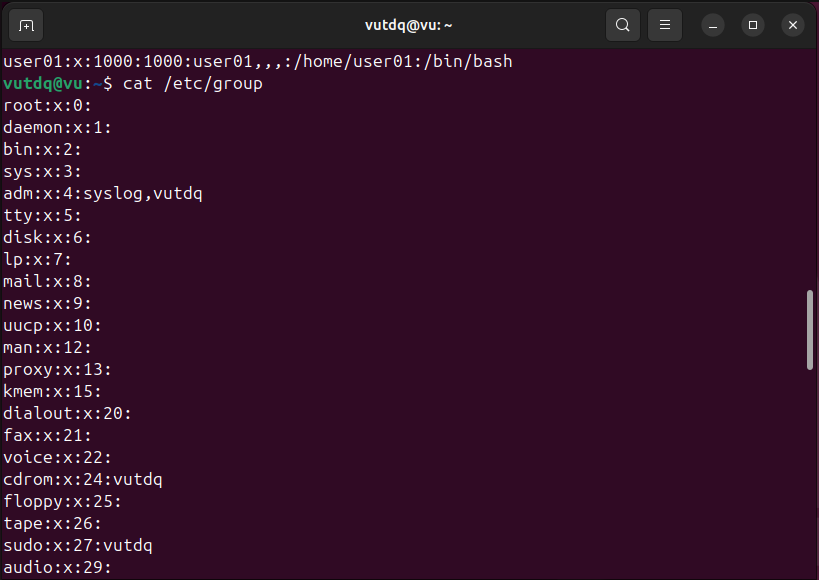 vutdq@vu: ~
user01:x:1000:1000:user01,,,:/home/user01:/bin/bash
vutdq@vu:~$ cat /etc/group
root:x:0:
daemon:x:1:
bin:x:2:
sys:x:3:
adm:x:4:syslog,vutdq
tty:x:5:
disk:x:6:
lp:x:7:
mail:x:8:
news:x:9:
uucp:x:10:
man:x:12:
proxy:x:13:
kmem:x:15:
dialout:x:20:
fax:x:21:
voice:x:22:
cdrom:x:24:vutdq
floppy:x:25:
tape:x:26:
sudo:x:27:vutdq
audio:x:29: